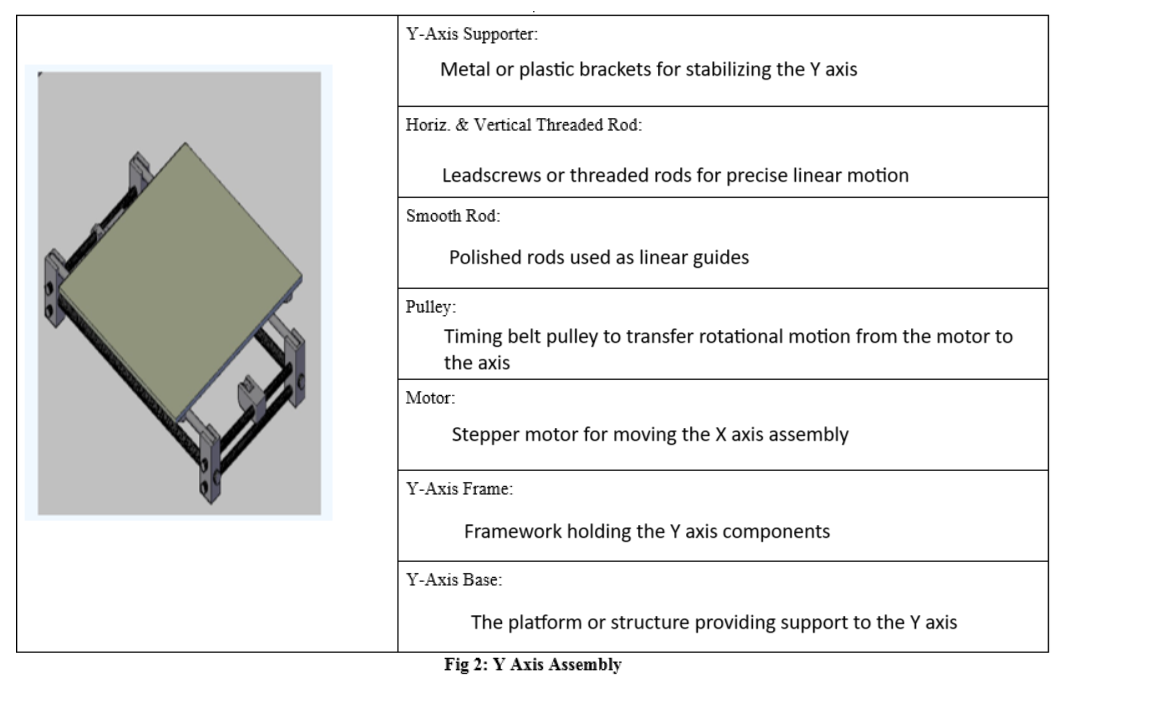 Y-Axis Supporter:
Metal or plastic brackets for stabilizing the Y axis
Horiz. & Vertical Threaded Rod:
Leadscrews or threaded rods for precise linear motion
Smooth Rod:
Polished rods used as linear guides
Pulley:
Timing belt pulley to transfer rotational motion from the motor to
the axis
Motor:
Stepper motor for moving the X axis assembly
Y-Axis Frame:
Framework holding the Y axis components
Y-Axis Base:
The platform or structure providing support to the Y axis
Fig 2: Y Axis Assembly